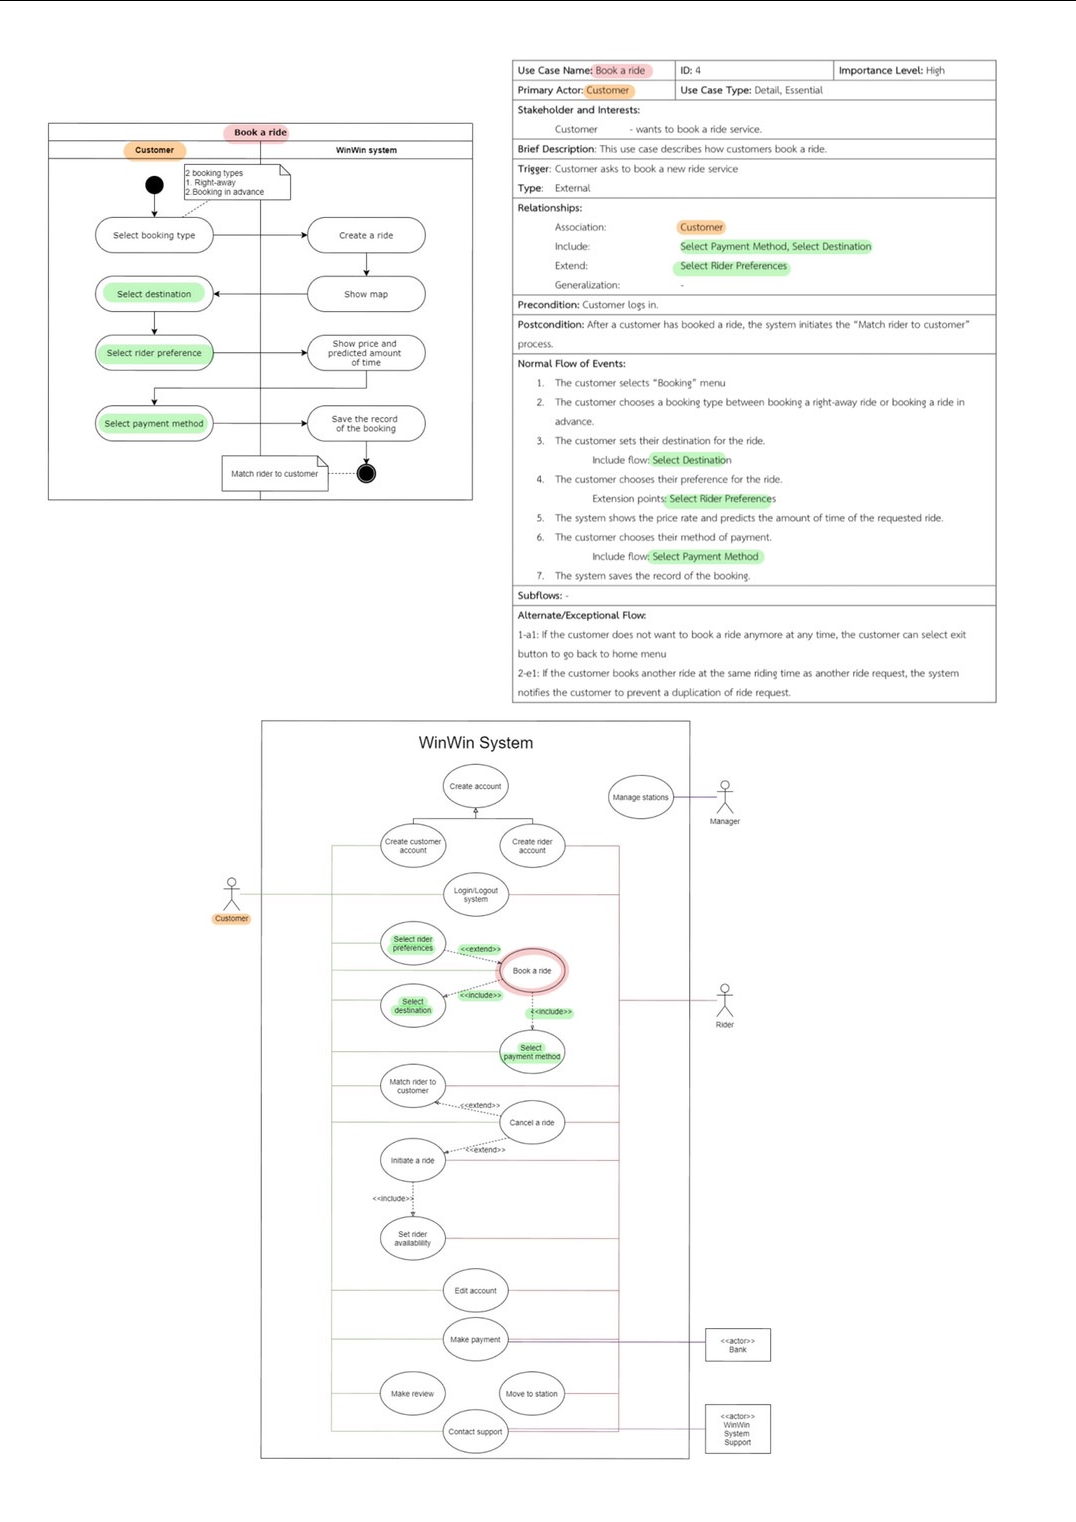 Book a ride
Customer
WinWin system
2 booking types
1. Right-away
2.Booking in advance
Select booking type
Create a ride
Select destination
Show map
Select rider preference
Show price and
predicted amount
of time
Select payment method
Save the record
of the booking
Match rider to customer
Use Case Name: Book a ride
ID: 4
Importance Level: High
Primary Actor: Customer
Use Case Type: Detail, Essential
Stakeholder and Interests:
Customer - wants to book a ride service.
Brief Description: This use case describes how customers book a ride.
Trigger: Customer asks to book a new ride service
Type: External
Relationships:
Association: Customer
Include: Select Payment Method, Select Destination
Extend: Select Rider Preferences
Generalization: -
Precondition: Customer logs in.
Postcondition: After a customer has booked a ride, the system initiates the “Match rider to customer”
process.
Normal Flow of Events:
1. The customer selects “Booking” menu
2. The customer chooses a booking type between booking a right-away ride or booking a ride in
advance.
3. The customer sets their destination for the ride.
Include flow: Select Destination
4. The customer chooses their preference for the ride.
Extension points: Select Rider Preferences
5. The system shows the price rate and predicts the amount of time of the requested ride.
6. The customer chooses their method of payment.
Include flow: Select Payment Method
7. The system saves the record of the booking.
Subflows: -
Alternate/Exceptional Flow:
1-a1: If the customer does not want to book a ride anymore at any time, the customer can select exit
button to go back to home menu
2-e1: If the customer books another ride at the same riding time as another ride request, the system
notifies the customer to prevent a duplication of ride request.
WinWin System
Create account
Manage stations
Manager
Create customer
account
Create rider
account
Login/Logout
system
Customer
Select rider
preferences
<<extend>>
Book a ride
<<include>>
Select
destination
<<include>>
Rider
Select
payment method
Match rider to
customer
<<extend>>
Cancel a ride
<<extend>>
Initiate a ride
<<include>>
Set rider
availablility
Edit account
Make payment
<<actor>>
Bank
Make review
Move to station
Contact support
<<actor>>
WinWin
System
Support